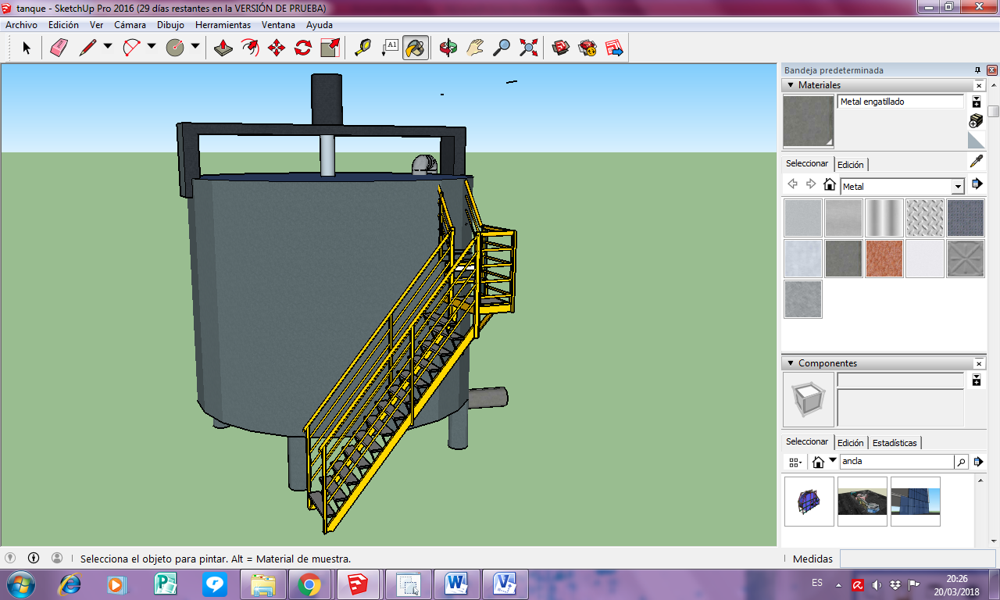 tanque - SketchUp Pro 2016 (29 días restantes en la VERSIÓN DE PRUEBA)
Archivo Edición Ver Cámara Dibujo Herramientas Ventana Ayuda
A1
Bandeja predeterminada
Materiales
Metal engatillado
Seleccionar Edición
Metal
Componentes
Seleccionar Edición Estadísticas
ancla
Selecciona el objeto para pintar. Alt = Material de muestra.
Medidas
ES
20:26
20/03/2018